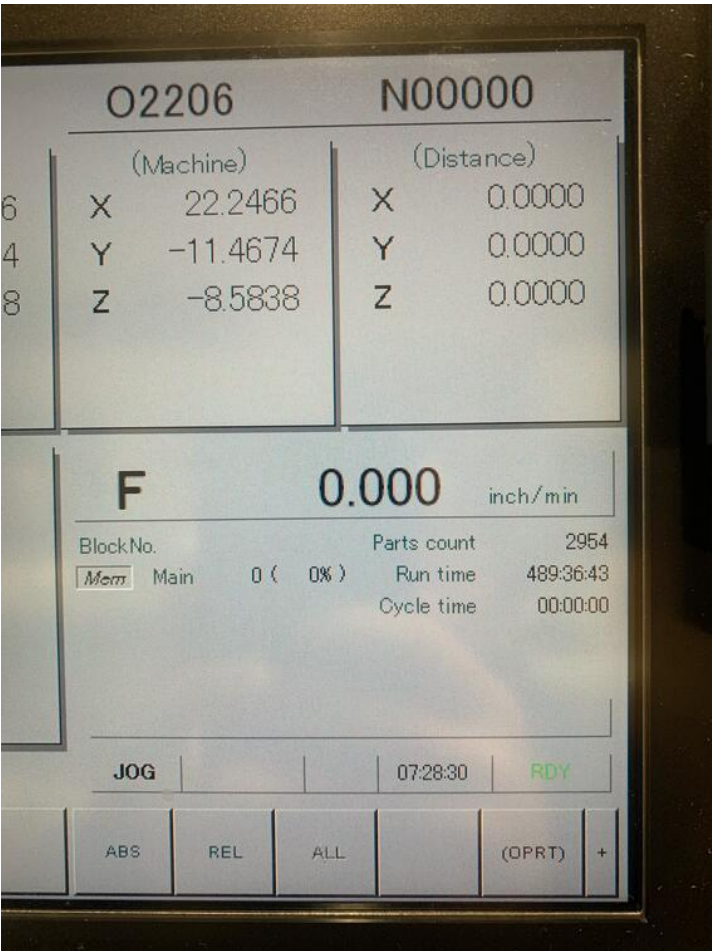 O2206 N00000
(Machine) (Distance)
6 X 22.2466 X 0.0000
4 Y -11.4674 Y 0.0000
8 Z -8.5838 Z 0.0000
F 0.000 inch/min
Block No. Parts count 2954
Mem Main 0 ( 0% ) Run time 489:36:43
Cycle time 00:00:00
JOG 07:28:30 RDY
ABS REL ALL (OPRT) +